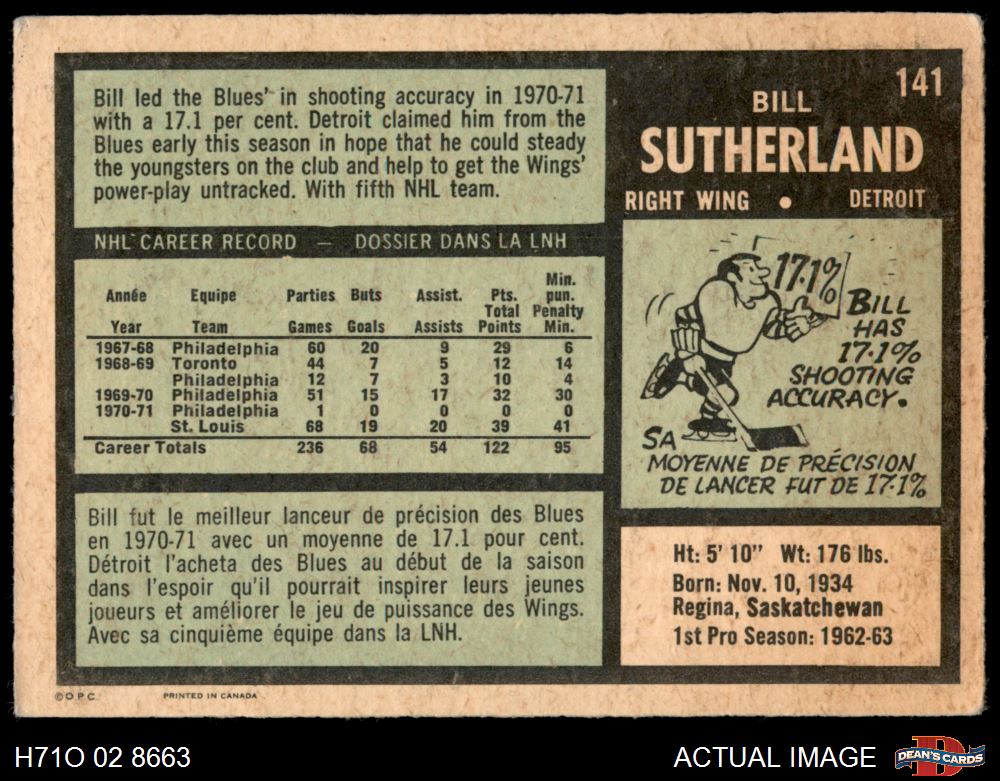 141
BILL
SUTHERLAND
RIGHT WING • DETROIT
Bill led the Blues' in shooting accuracy in 1970-71
with a 17.1 per cent. Detroit claimed him from the
Blues early this season in hope that he could steady
the youngsters on the club and help to get the Wings'
power-play untracked. With fifth NHL team.
NHL CAREER RECORD — DOSSIER DANS LA LNH
Année Equipe Parties Buts Assist. Pts. Total Min. pun.
Year Team Games Goals Assists Points Penalty Min.
1967-68 Philadelphia 60 20 9 29 6
1968-69 Toronto 44 7 5 12 14
Philadelphia 12 7 3 10 4
1969-70 Philadelphia 51 15 17 32 30
1970-71 Philadelphia 1 0 0 0 0
St. Louis 68 19 20 39 41
Career Totals 236 68 54 122 95
Bill fut le meilleur lanceur de précision des Blues
en 1970-71 avec un moyenne de 17.1 pour cent.
Détroit l'acheta des Blues au début de la saison
dans l'espoir qu'il pourrait inspirer leurs jeunes
joueurs et améliorer le jeu de puissance des Wings.
Avec sa cinquième équipe dans la LNH.
17.1%
BILL
HAS
17.1%
SHOOTING
ACCURACY.
SA
MOYENNE DE PRÉCISION
DE LANCER FUT DE 17.1%
Ht: 5' 10" Wt: 176 lbs.
Born: Nov. 10, 1934
Regina, Saskatchewan
1st Pro Season: 1962-63
© O P C PRINTED IN CANADA
H71O 02 8663
ACTUAL IMAGE
D
DEAN'S CARDS